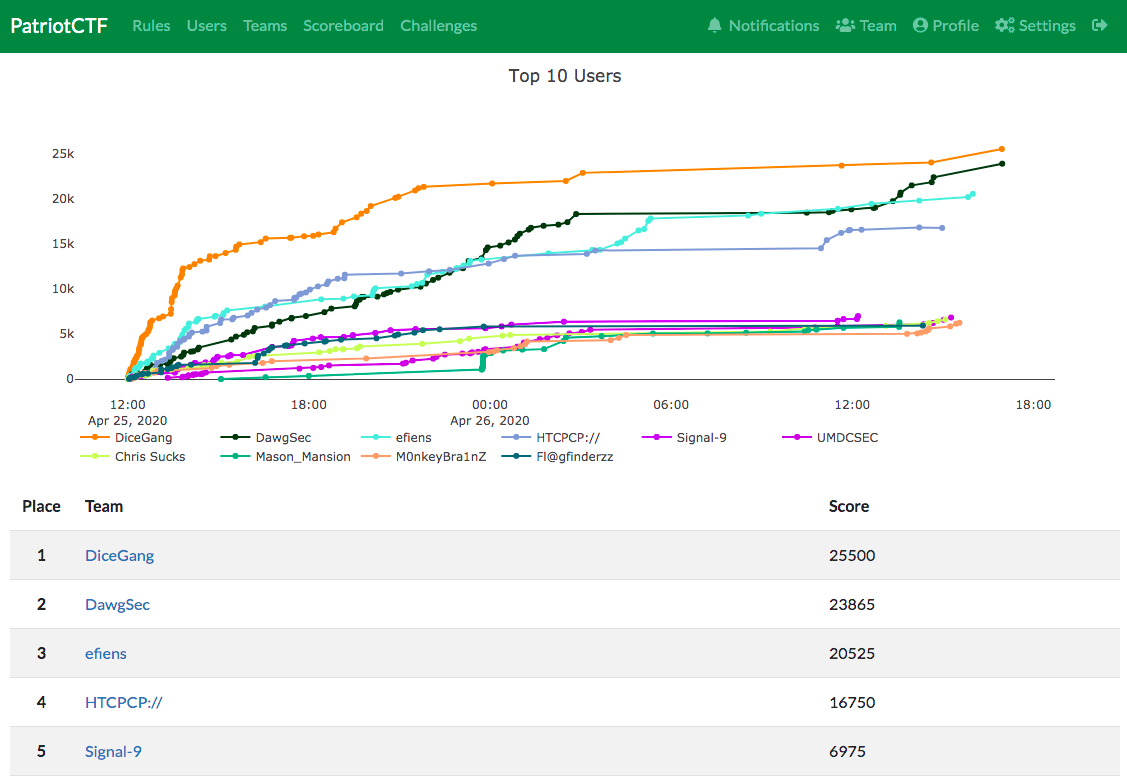 PatriotCTF Rules Users Teams Scoreboard Challenges Notifications Team Profile Settings
Top 10 Users
25k
20k
15k
10k
5k
0
12:00 18:00 00:00 06:00 12:00 18:00
Apr 25, 2020 Apr 26, 2020
DiceGang DawgSec efiens HTCPCP:// Signal-9 UMDCSEC
Chris Sucks Mason_Mansion M0nkeyBra1nZ Fl@gfinderzz
Place Team Score
1 DiceGang 25500
2 DawgSec 23865
3 efiens 20525
4 HTCPCP:// 16750
5 Signal-9 6975